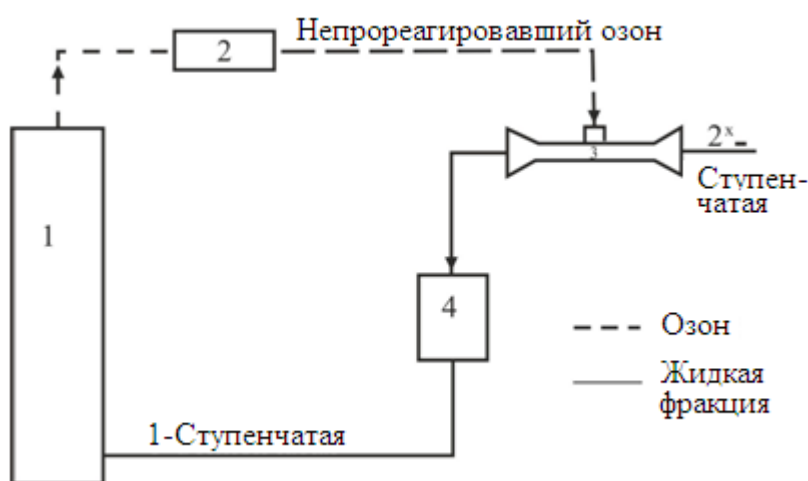 Непрореагировавший озон
2
3
2ˣ-
Ступен-
чатая
1
4
Озон
Жидкая
фракция
1-Ступенчатая